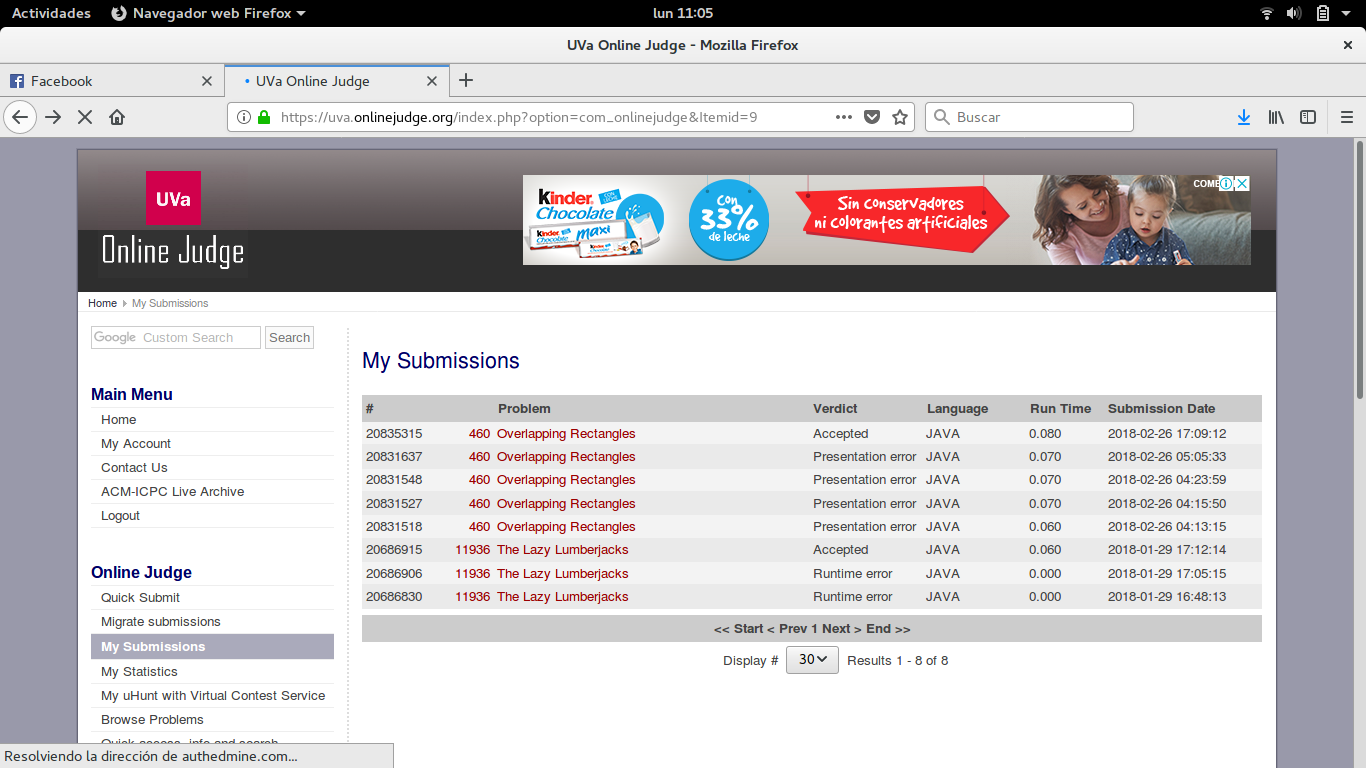 Actividades Navegador web Firefox lun 11:05
UVa Online Judge - Mozilla Firefox
Facebook UVa Online Judge
https://uva.onlinejudge.org/index.php?option=com_onlinejudge&Itemid=9 Buscar
UVa
Online Judge
Kinder Chocolate CON LECHE
Kinder Chocolate maxi
Kinder Chocolate
Con 33% de leche
Sin conservadores
ni colorantes artificiales
Home My Submissions
Google Custom Search Search
My Submissions
Main Menu
Home
My Account
Contact Us
ACM-ICPC Live Archive
Logout
Online Judge
Quick Submit
Migrate submissions
My Submissions
My Statistics
My uHunt with Virtual Contest Service
Browse Problems
Quick access, info and search
# Problem Verdict Language Run Time Submission Date
20835315 460 Overlapping Rectangles Accepted JAVA 0.080 2018-02-26 17:09:12
20831637 460 Overlapping Rectangles Presentation error JAVA 0.070 2018-02-26 05:05:33
20831548 460 Overlapping Rectangles Presentation error JAVA 0.070 2018-02-26 04:23:59
20831527 460 Overlapping Rectangles Presentation error JAVA 0.070 2018-02-26 04:15:50
20831518 460 Overlapping Rectangles Presentation error JAVA 0.060 2018-02-26 04:13:15
20686915 11936 The Lazy Lumberjacks Accepted JAVA 0.060 2018-01-29 17:12:14
20686906 11936 The Lazy Lumberjacks Runtime error JAVA 0.000 2018-01-29 17:05:15
20686830 11936 The Lazy Lumberjacks Runtime error JAVA 0.000 2018-01-29 16:48:13
<< Start < Prev 1 Next > End >>
Display # 30 Results 1 - 8 of 8
Resolviendo la dirección de authedmine.com...